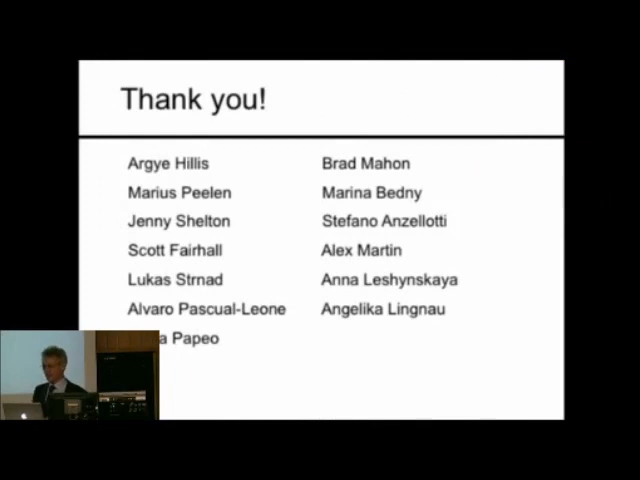 Thank you!
Argye Hillis
Marius Peelen
Jenny Shelton
Scott Fairhall
Lukas Strnad
Alvaro Pascual-Leone
Papeo
Brad Mahon
Marina Bedny
Stefano Anzellotti
Alex Martin
Anna Leshynskaya
Angelika Lingnau